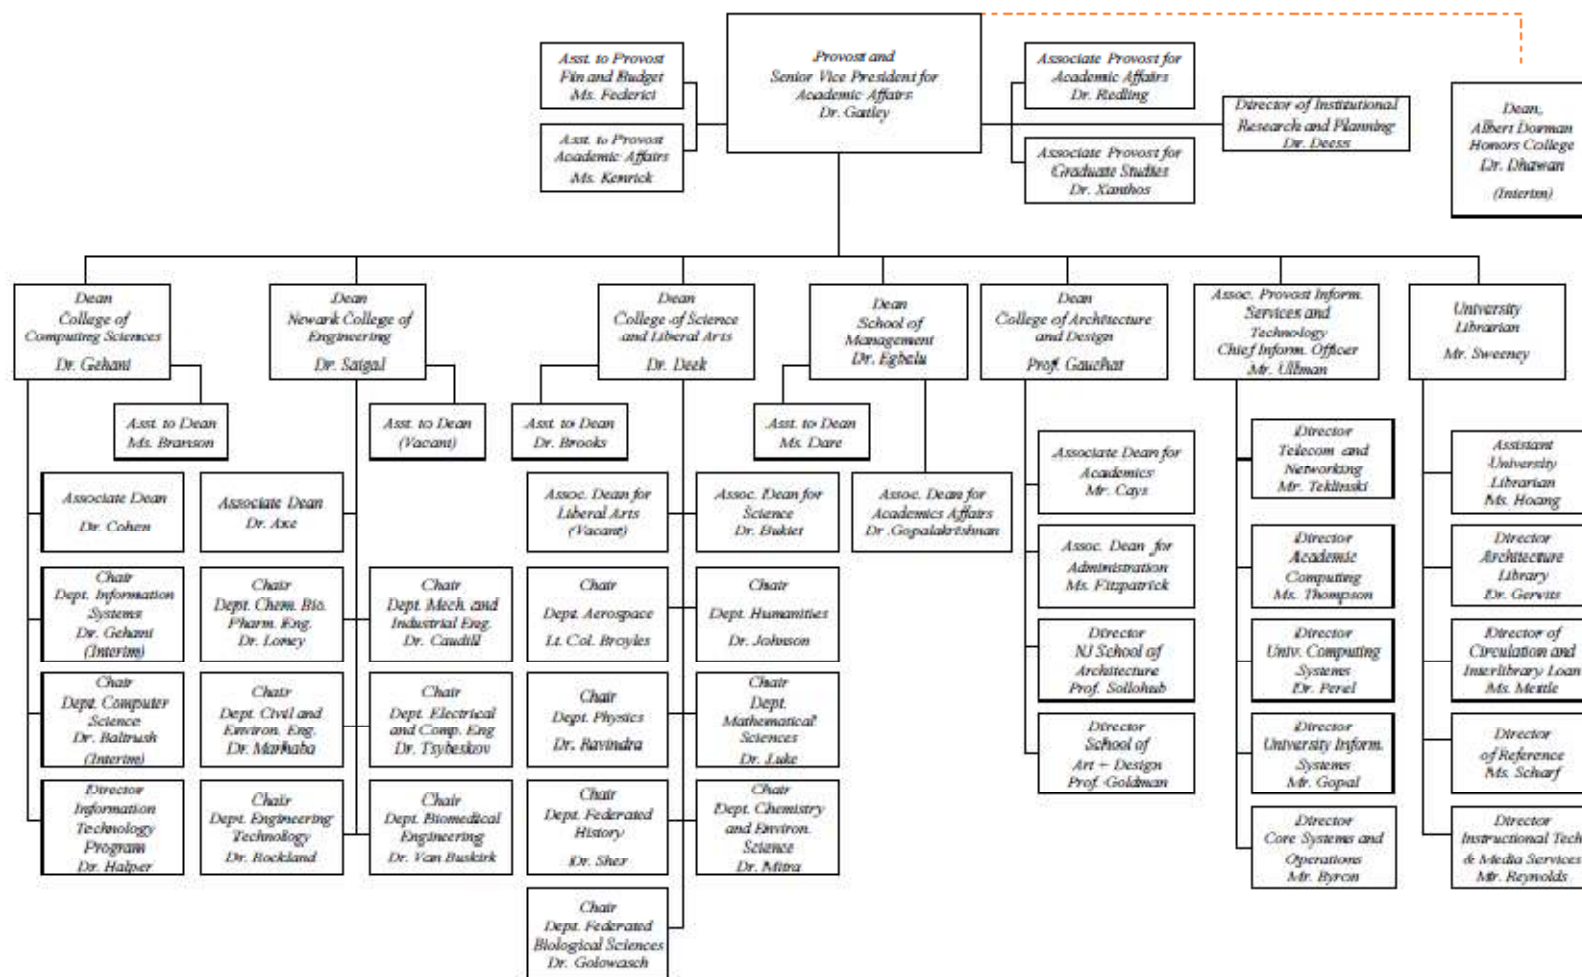 Asst. to Provost
Fin and Budget
Ms. Federici
Asst. to Provost
Academic Affairs
Ms. Kenrick
Provost and
Senior Vice President for
Academic Affairs
Dr. Gatley
Associate Provost for
Academic Affairs
Dr. Riedling
Associate Provost for
Graduate Studies
Dr. Xanthos
Director of Institutional
Research and Planning
Dr. Deess
Dean,
Albert Dorman
Honors College
Dr. Dhawan
(Interim)
Dean
College of
Computing Sciences
Dr. Gehani
Dean
Newark College of
Engineering
Dr. Saigal
Dean
College of Science
and Liberal Arts
Dr. Deek
Dean
School of
Management
Dr. Egbelu
Dean
College of Architecture
and Design
Prof. Gauchat
Assoc. Provost Inform.
Services and
Technology
Chief Inform. Officer
Mr. Ullman
University
Librarian
Mr. Sweeney
Asst. to Dean
Ms. Branson
Asst. to Dean
(Vacant)
Asst. to Dean
Dr. Brooks
Asst. to Dean
Ms. Dare
Associate Dean
Dr. Cohen
Associate Dean
Dr. Axe
Assoc. Dean for
Liberal Arts
(Vacant)
Assoc. Dean for
Science
Dr. Bukiet
Assoc. Dean for
Academics Affairs
Dr .Gopalakrishnan
Associate Dean for
Academics
Mr. Cays
Director
Telecom and
Networking
Mr. Teklinski
Assistant
University
Librarian
Ms. Hoang
Chair
Dept. Information
Systems
Dr. Gehani
(Interim)
Chair
Dept. Chem. Bio.
Pharm. Eng.
Dr. Loney
Chair
Dept. Mech. and
Industrial Eng.
Dr. Caudill
Chair
Dept. Aerospace
Lt. Col. Broyles
Chair
Dept. Humanities
Dr. Johnson
Assoc. Dean for
Administration
Ms. Fitzpatrick
Director
Academic
Computing
Ms. Thompson
Director
Architecture
Library
Dr. Gervits
Chair
Dept. Computer
Science
Dr. Baltrush
(Interim)
Chair
Dept. Civil and
Environ. Eng.
Dr. Marhaba
Chair
Dept. Electrical
and Comp. Eng
Dr. Tsybeskov
Chair
Dept. Physics
Dr. Ravindra
Chair
Dept.
Mathematical
Sciences
Dr. Luke
Director
NJ School of
Architecture
Prof. Sollohub
Director
Univ. Computing
Systems
Dr. Perel
Director of
Circulation and
Interlibrary Loan
Ms. Mettle
Director
Information
Technology
Program
Dr. Halper
Chair
Dept. Engineering
Technology
Dr. Rockland
Chair
Dept. Biomedical
Engineering
Dr. Van Buskirk
Chair
Dept. Federated
History
Dr. Sher
Chair
Dept. Chemistry
and Environ.
Science
Dr. Mitra
Director
School of
Art + Design
Prof. Goldman
Director
University Inform.
Systems
Mr. Gopal
Director
of Reference
Ms. Scharf
Chair
Dept. Federated
Biological Sciences
Dr. Golowasch
Director
Core Systems and
Operations
Mr. Byron
Director
Instructional Tech
& Media Services
Mr. Reynolds